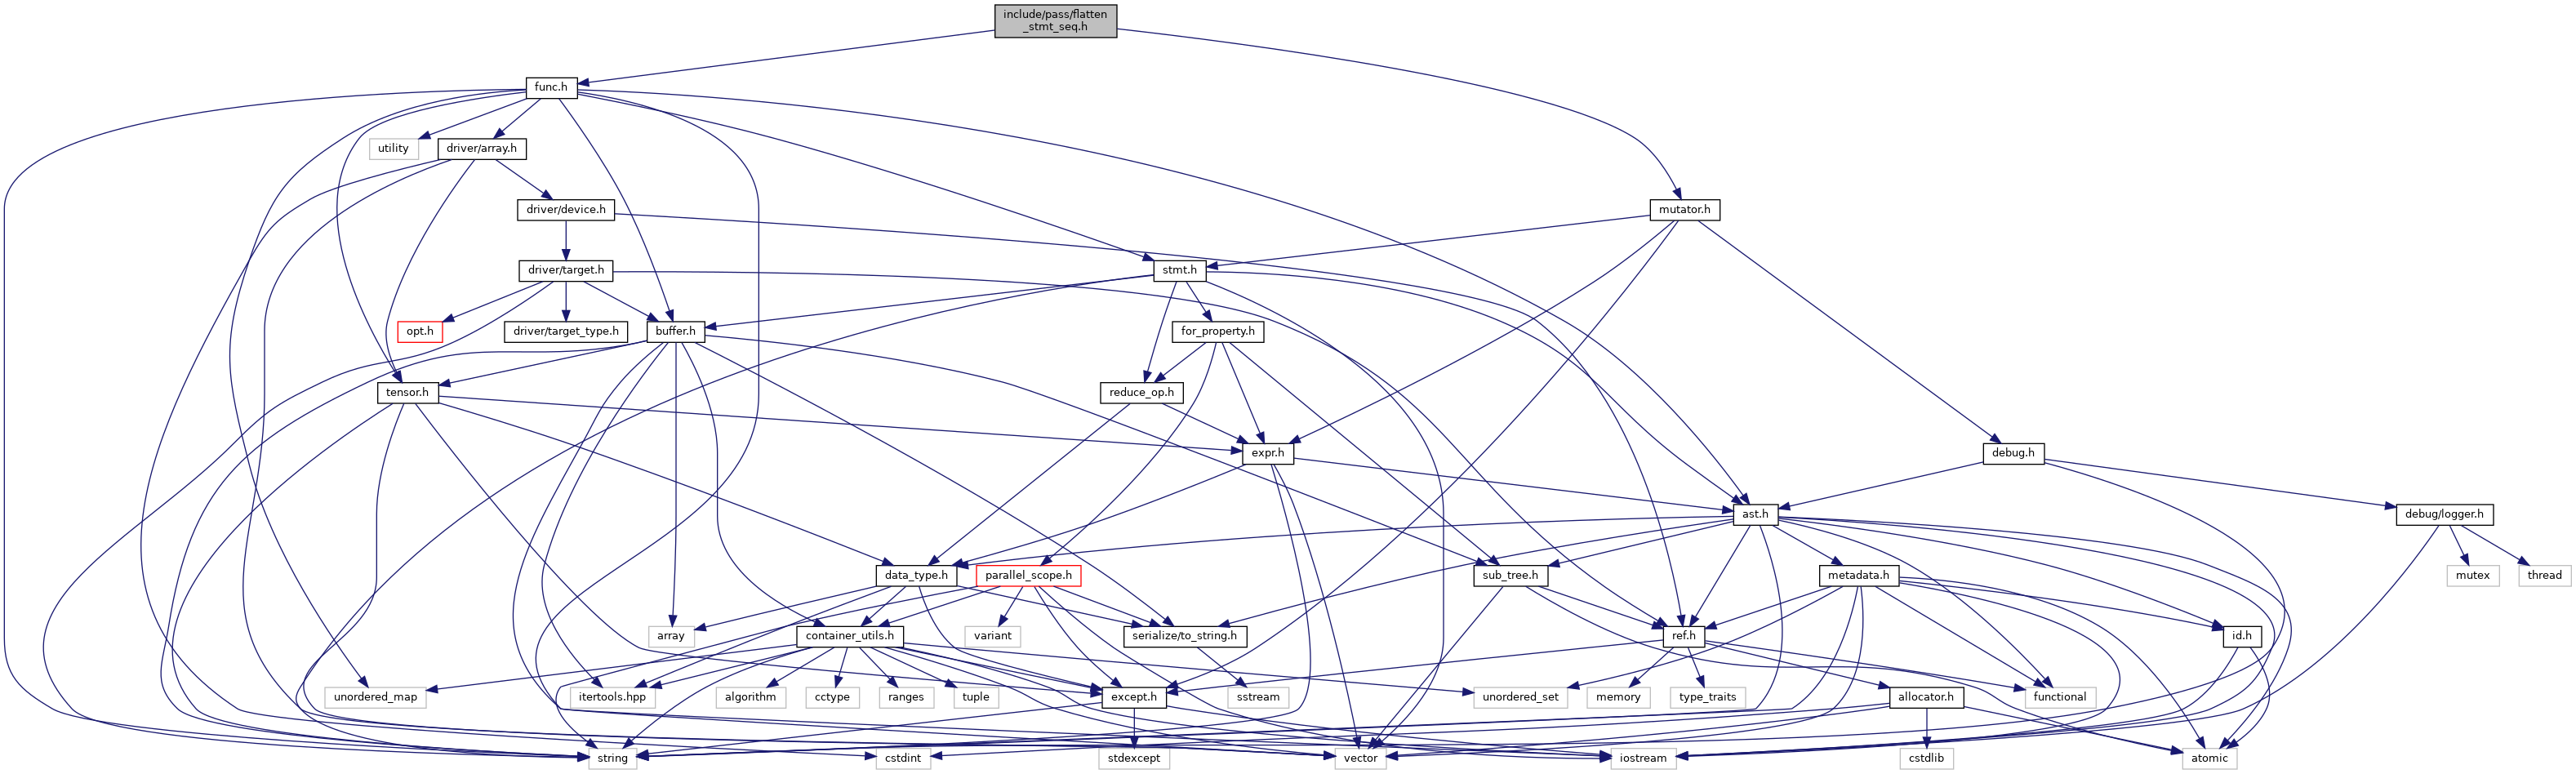 include/pass/flatten
_stmt_seq.h
func.h
utility
driver/array.h
driver/device.h
mutator.h
driver/target.h
stmt.h
opt.h
driver/target_type.h
buffer.h
for_property.h
tensor.h
reduce_op.h
expr.h
debug.h
ast.h
debug/logger.h
data_type.h
parallel_scope.h
sub_tree.h
metadata.h
mutex
thread
array
container_utils.h
variant
serialize/to_string.h
ref.h
id.h
unordered_map
itertools.hpp
algorithm
cctype
ranges
tuple
except.h
sstream
unordered_set
memory
type_traits
allocator.h
functional
string
cstdint
stdexcept
vector
iostream
cstdlib
atomic